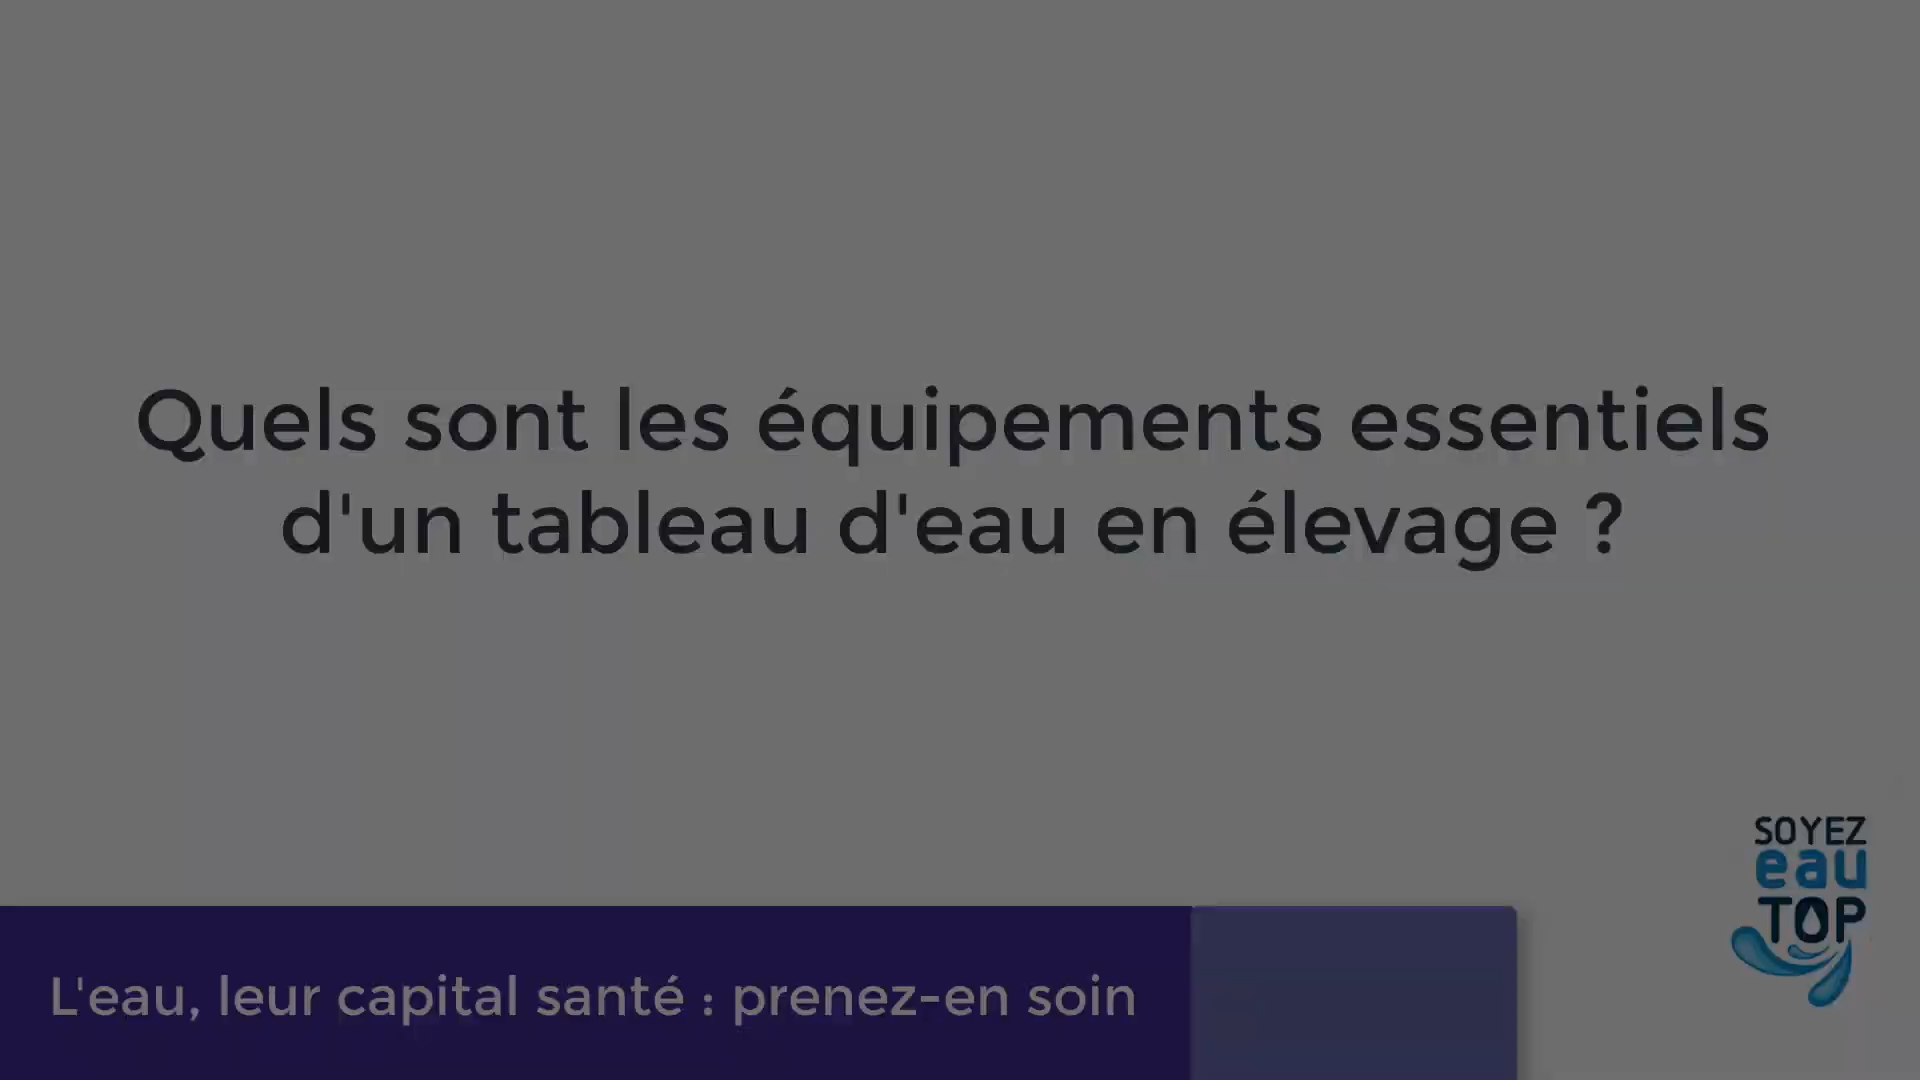 Quels sont les équipements essentiels
d'un tableau d'eau en élevage ?
SOYEZ
eau
TOP
L'eau, leur capital santé : prenez-en soin